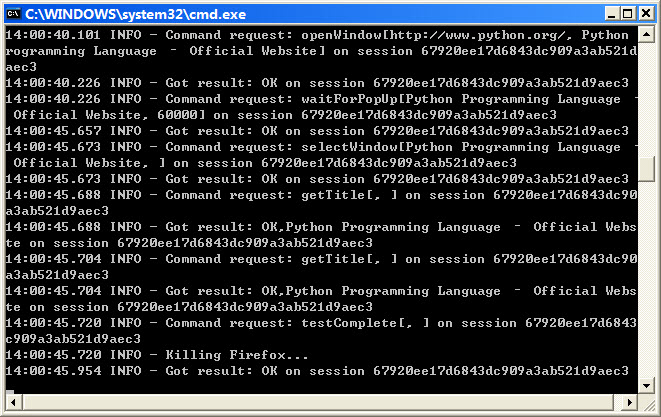 C:\WINDOWS\system32\cmd.exe
14:00:40.101 INFO - Command request: openWindow[http://www.python.org/, Python P
rogramming Language - Official Website] on session 67920ee17d6843dc909a3ab521d9
aec3
14:00:40.226 INFO - Got result: OK on session 67920ee17d6843dc909a3ab521d9aec3
14:00:40.226 INFO - Command request: waitForPopUp[Python Programming Language -
Official Website, 60000] on session 67920ee17d6843dc909a3ab521d9aec3
14:00:45.657 INFO - Got result: OK on session 67920ee17d6843dc909a3ab521d9aec3
14:00:45.673 INFO - Command request: selectWindow[Python Programming Language -
Official Website, ] on session 67920ee17d6843dc909a3ab521d9aec3
14:00:45.673 INFO - Got result: OK on session 67920ee17d6843dc909a3ab521d9aec3
14:00:45.688 INFO - Command request: getTitle[, ] on session 67920ee17d6843dc909
a3ab521d9aec3
14:00:45.688 INFO - Got result: OK,Python Programming Language - Official Webs
te on session 67920ee17d6843dc909a3ab521d9aec3
14:00:45.704 INFO - Command request: getTitle[, ] on session 67920ee17d6843dc909
a3ab521d9aec3
14:00:45.704 INFO - Got result: OK,Python Programming Language - Official Webs
te on session 67920ee17d6843dc909a3ab521d9aec3
14:00:45.720 INFO - Command request: testComplete[, ] on session 67920ee17d6843d
c909a3ab521d9aec3
14:00:45.720 INFO - Killing Firefox...
14:00:45.954 INFO - Got result: OK on session 67920ee17d6843dc909a3ab521d9aec3